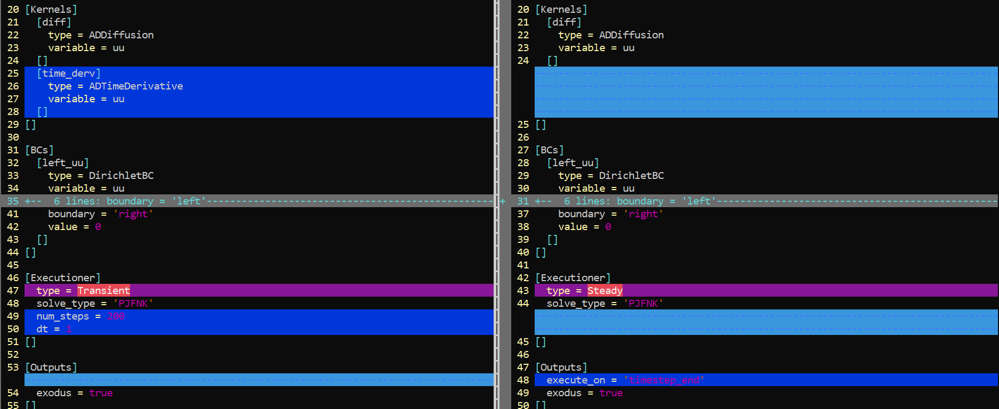 20 [Kernels]
21   [diff]
22     type = ADDiffusion
23     variable = uu
24   []
25   [time_derv]
26     type = ADTimeDerivative
27     variable = uu
28   []
29 []
30
31 [BCs]
32   [left_uu]
33     type = DirichletBC
34     variable = uu
35 +--  6 lines: boundary = 'left'-------------------------------------------------
41     boundary = 'right'
42     value = 0
43   []
44 []
45
46 [Executioner]
47   type = Transient
48   solve_type = 'PJFNK'
49   num_steps = 200
50   dt = 1
51 []
52
53 [Outputs]
54   exodus = true
55 []
20 [Kernels]
21   [diff]
22     type = ADDiffusion
23     variable = uu
24   []
25 []
26
27 [BCs]
28   [left_uu]
29     type = DirichletBC
30     variable = uu
+ 31 +--  6 lines: boundary = 'left'------------------------------------------------
37     boundary = 'right'
38     value = 0
39   []
40 []
41
42 [Executioner]
43   type = Steady
44   solve_type = 'PJFNK'
45 []
46
47 [Outputs]
48   execute_on = 'timestep_end'
49   exodus = true
50 []